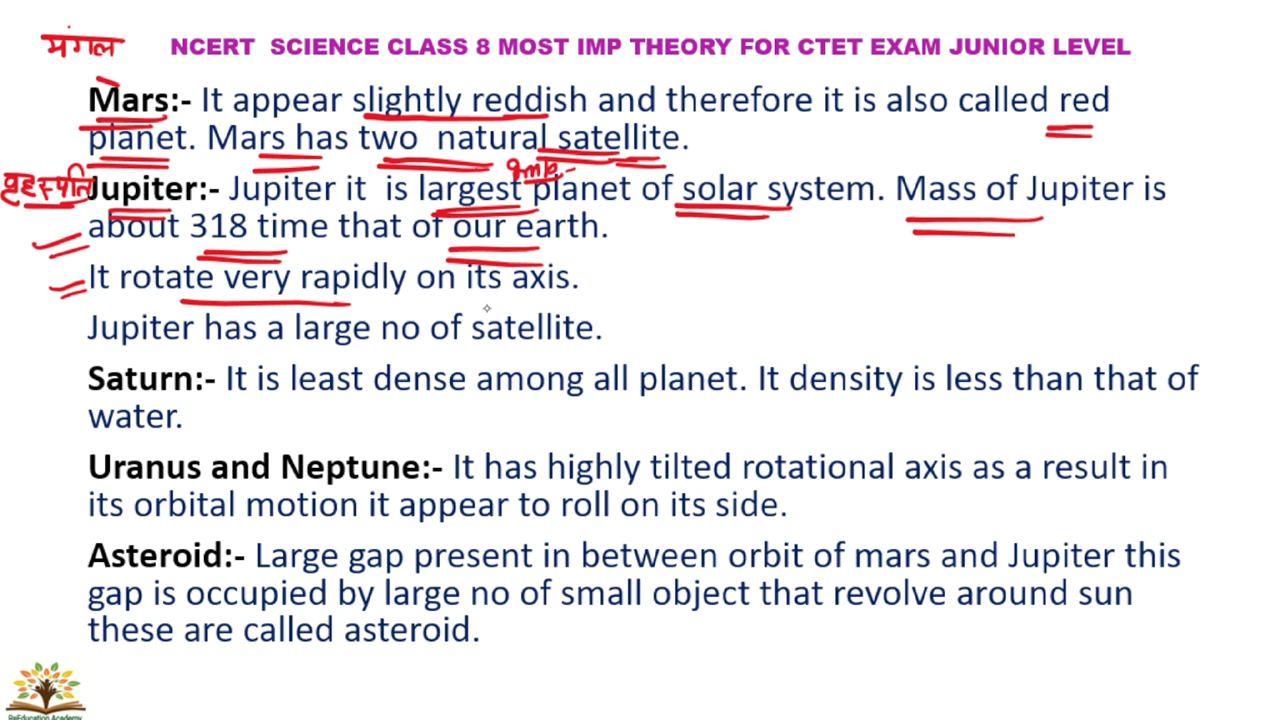 मंगल
NCERT SCIENCE CLASS 8 MOST IMP THEORY FOR CTET EXAM JUNIOR LEVEL
Mars:- It appear slightly reddish and therefore it is also called red
planet. Mars has two natural satellite.
Imp-
वृहस्पति
Jupiter:- Jupiter it is largest planet of solar system. Mass of Jupiter is
about 318 time that of our earth.
It rotate very rapidly on its axis.
Jupiter has a large no of satellite.
Saturn:- It is least dense among all planet. It density is less than that of
water.
Uranus and Neptune:- It has highly tilted rotational axis as a result in
its orbital motion it appear to roll on its side.
Asteroid:- Large gap present in between orbit of mars and Jupiter this
gap is occupied by large no of small object that revolve around sun
these are called asteroid.
BeEducation Academy